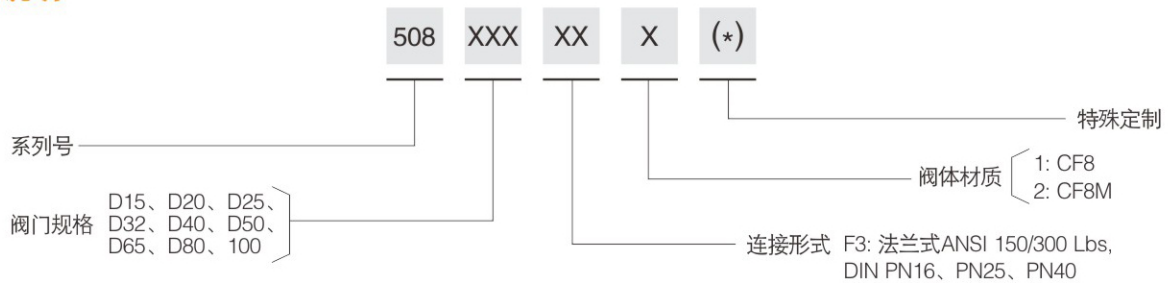 508 XXX XX X (*)
特殊定制
系列号
阀体材质 1: CF8
2: CF8M
D15、D20、D25、
阀门规格 D32、D40、D50、
D65、D80、100
连接形式 F3: 法兰式ANSI 150/300 Lbs,
DIN PN16、PN25、PN40